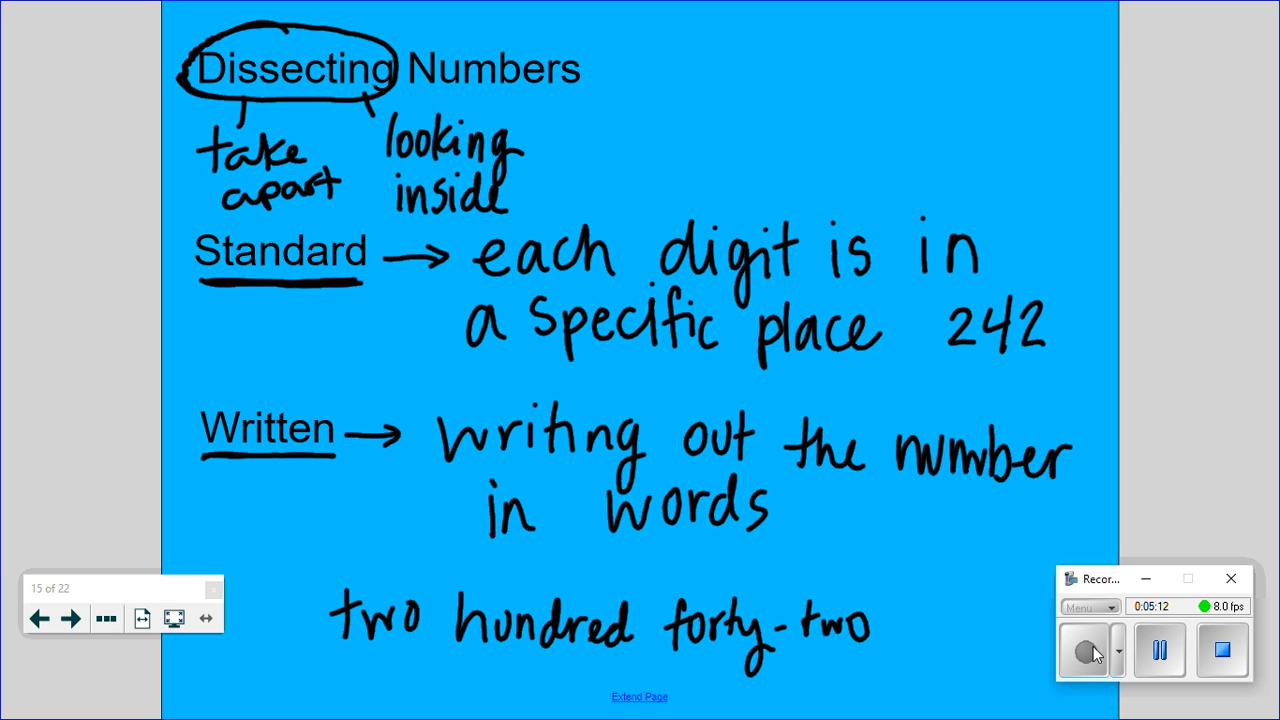 Dissecting Numbers
take looking
apart inside
Standard → each digit is in
a specific place 242
Written → writing out the number
in words
two hundred forty-two
Extend Page
15 of 22
Recor...
Menu
0:05:12
8.0 fps